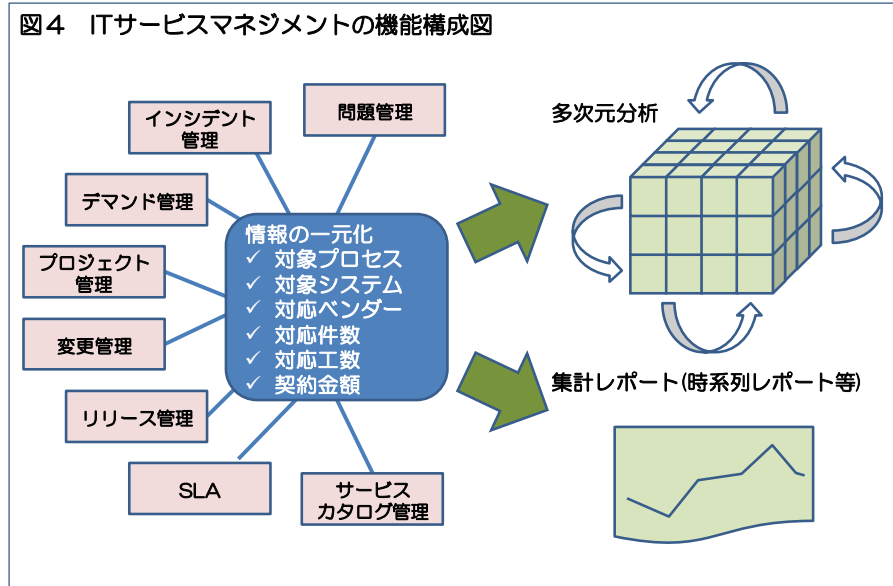 図4 ITサービスマネジメントの機能構成図
インシデント
管理
問題管理
デマンド管理
プロジェクト
管理
変更管理
リリース管理
SLA
サービス
カタログ管理
情報の一元化
✓ 対象プロセス
✓ 対象システム
✓ 対応ベンダー
✓ 対応件数
✓ 対応工数
✓ 契約金額
多次元分析
集計レポート(時系列レポート等)